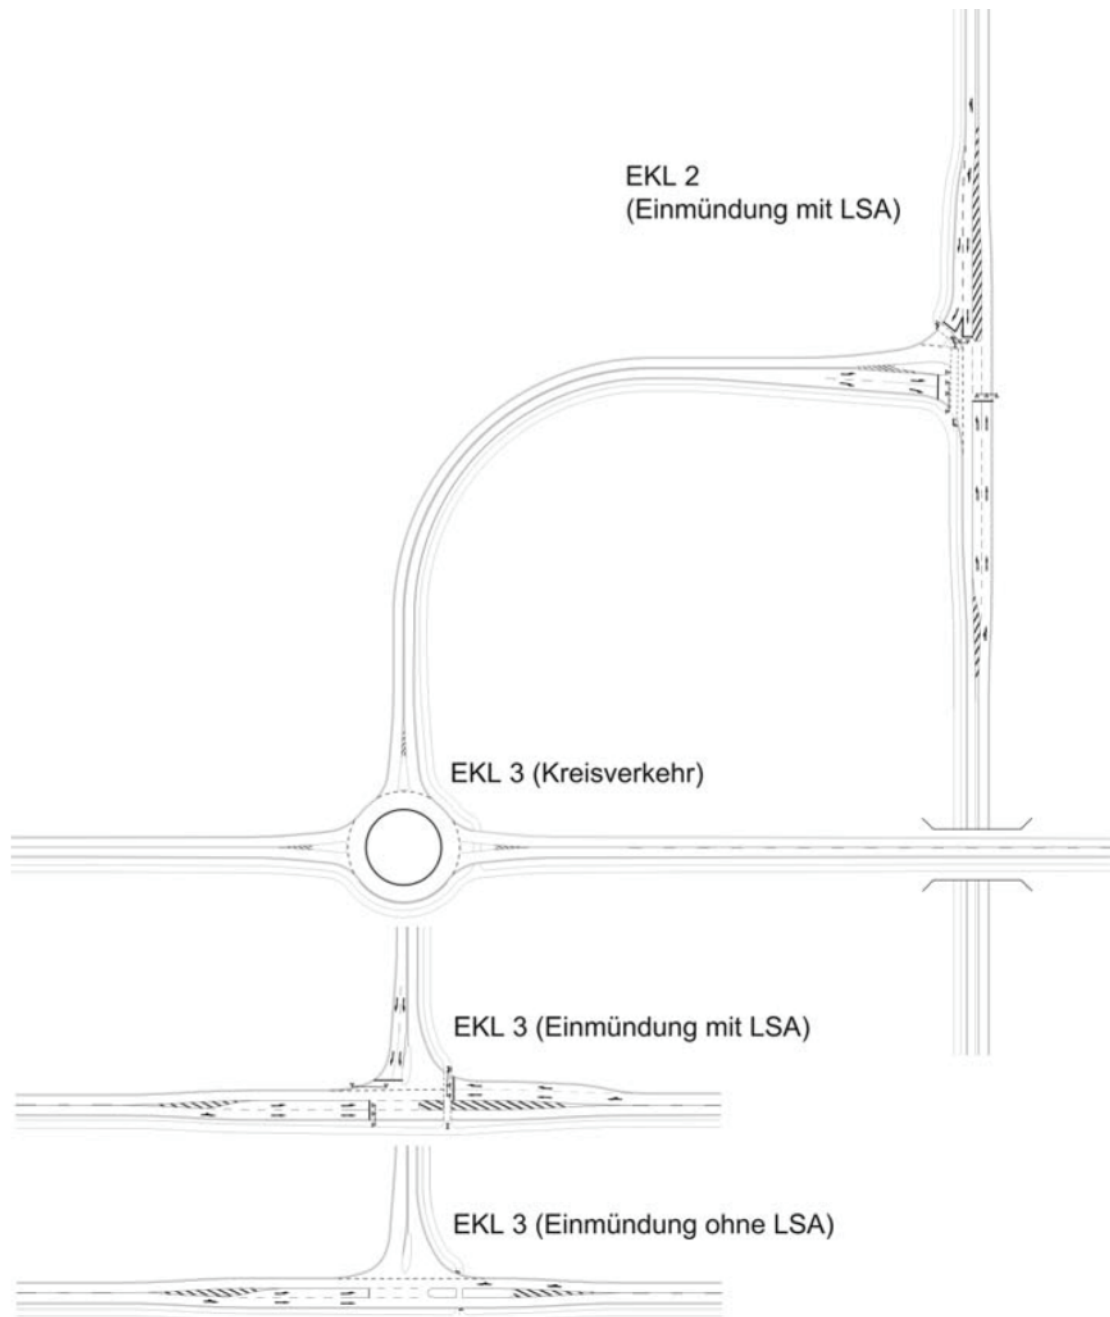 EKL 2
(Einmündung mit LSA)
EKL 3 (Kreisverkehr)
EKL 3 (Einmündung mit LSA)
EKL 3 (Einmündung ohne LSA)